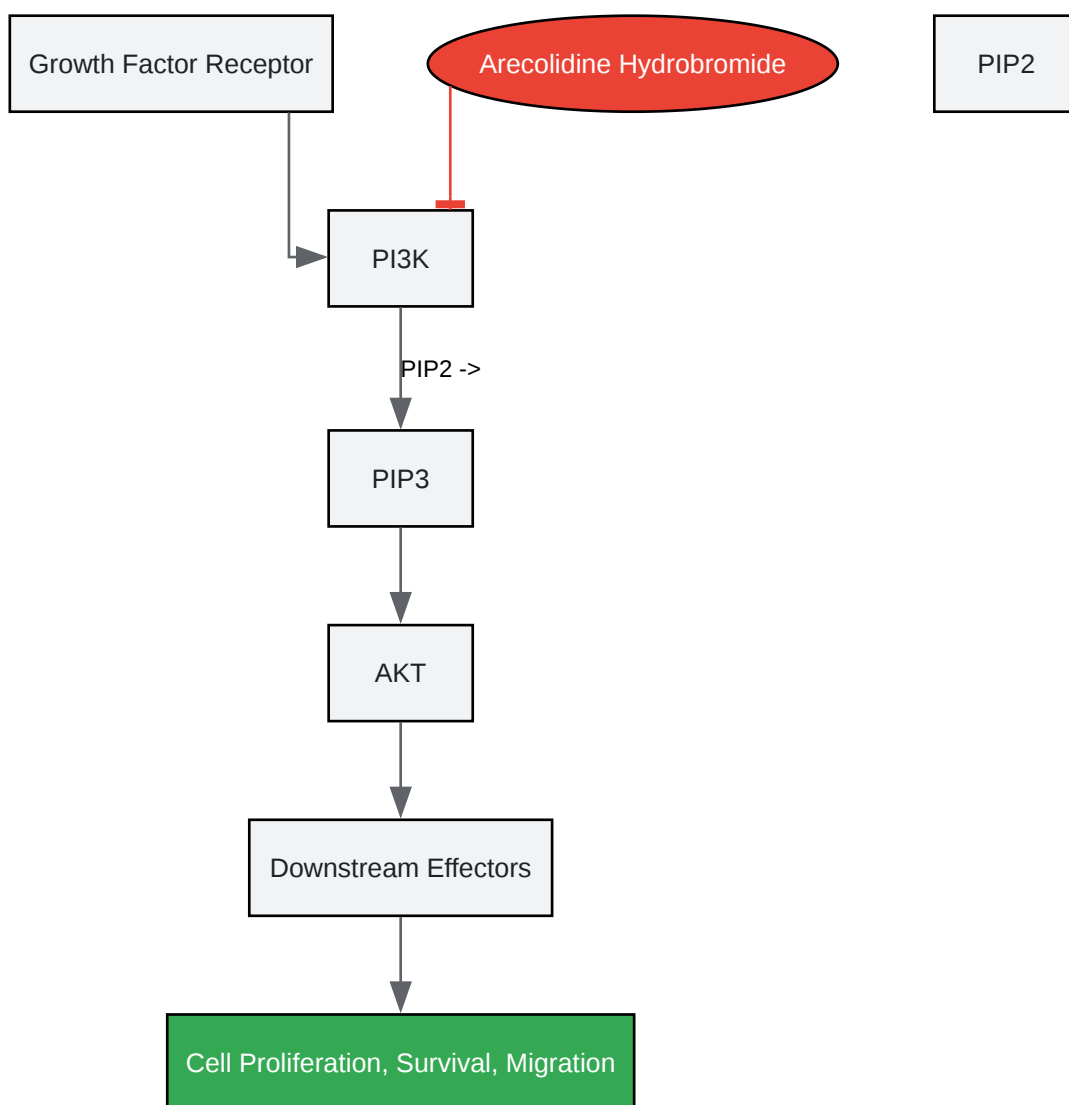 Growth Factor Receptor
Arecolidine Hydrobromide
PIP2
PI3K
PIP2 ->
PIP3
AKT
Downstream Effectors
Cell Proliferation, Survival, Migration